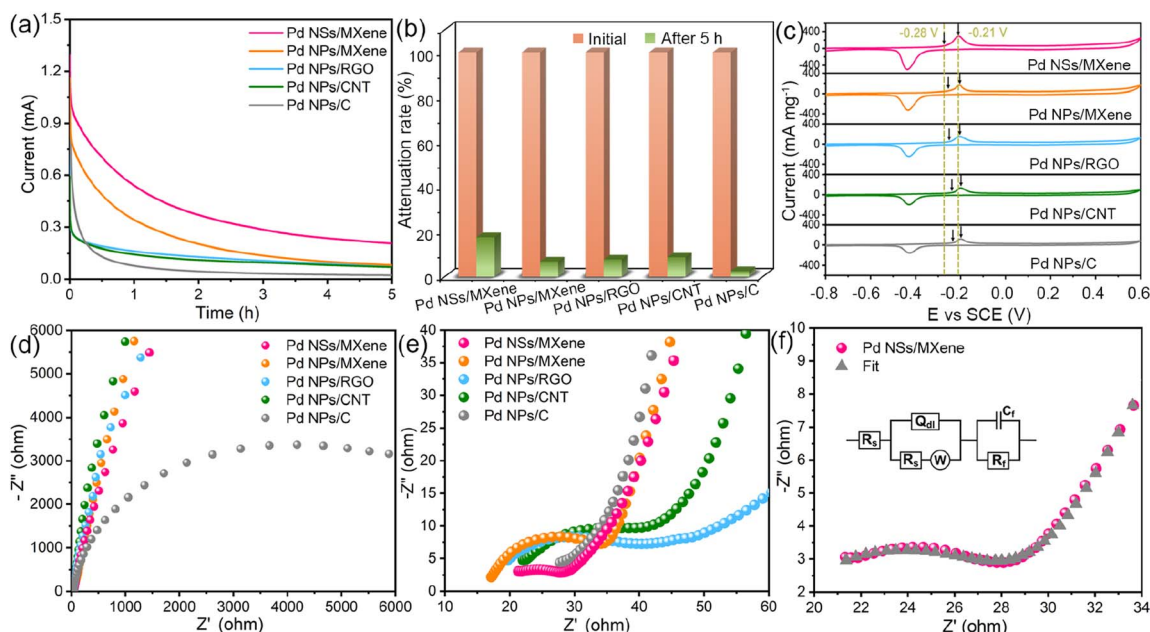 (a)
1.5
1.2
0.9
0.6
0.3
0.0
Current (mA)
0 1 2 3 4 5
Time (h)
Pd NSs/MXene
Pd NPs/MXene
Pd NPs/RGO
Pd NPs/CNT
Pd NPs/C
(b)
100
80
60
40
20
0
Attenuation rate (%)
Initial After 5 h
Pd NSs/MXene Pd NPs/MXene Pd NPs/RGO Pd NPs/CNT Pd NPs/C
(c)
Current (mA mg⁻¹)
400
0
-400
-0.28 V -0.21 V
Pd NSs/MXene
400
0
-400
Pd NPs/MXene
400
0
-400
Pd NPs/RGO
400
0
-400
Pd NPs/CNT
400
0
-400
Pd NPs/C
-0.8 -0.6 -0.4 -0.2 0.0 0.2 0.4 0.6
E vs SCE (V)
(d)
6000
5000
4000
3000
2000
1000
0
-Z'' (ohm)
Pd NSs/MXene
Pd NPs/MXene
Pd NPs/RGO
Pd NPs/CNT
Pd NPs/C
0 1000 2000 3000 4000 5000 6000
Z' (ohm)
(e)
40
35
30
25
20
15
10
5
0
-Z'' (ohm)
Pd NSs/MXene
Pd NPs/MXene
Pd NPs/RGO
Pd NPs/CNT
Pd NPs/C
10 20 30 40 50 60
Z' (ohm)
(f)
10
8
6
4
2
0
-Z'' (ohm)
Pd NSs/MXene
Fit
Rs Qdl Rs W Cf Rf
20 22 24 26 28 30 32 34
Z' (ohm)